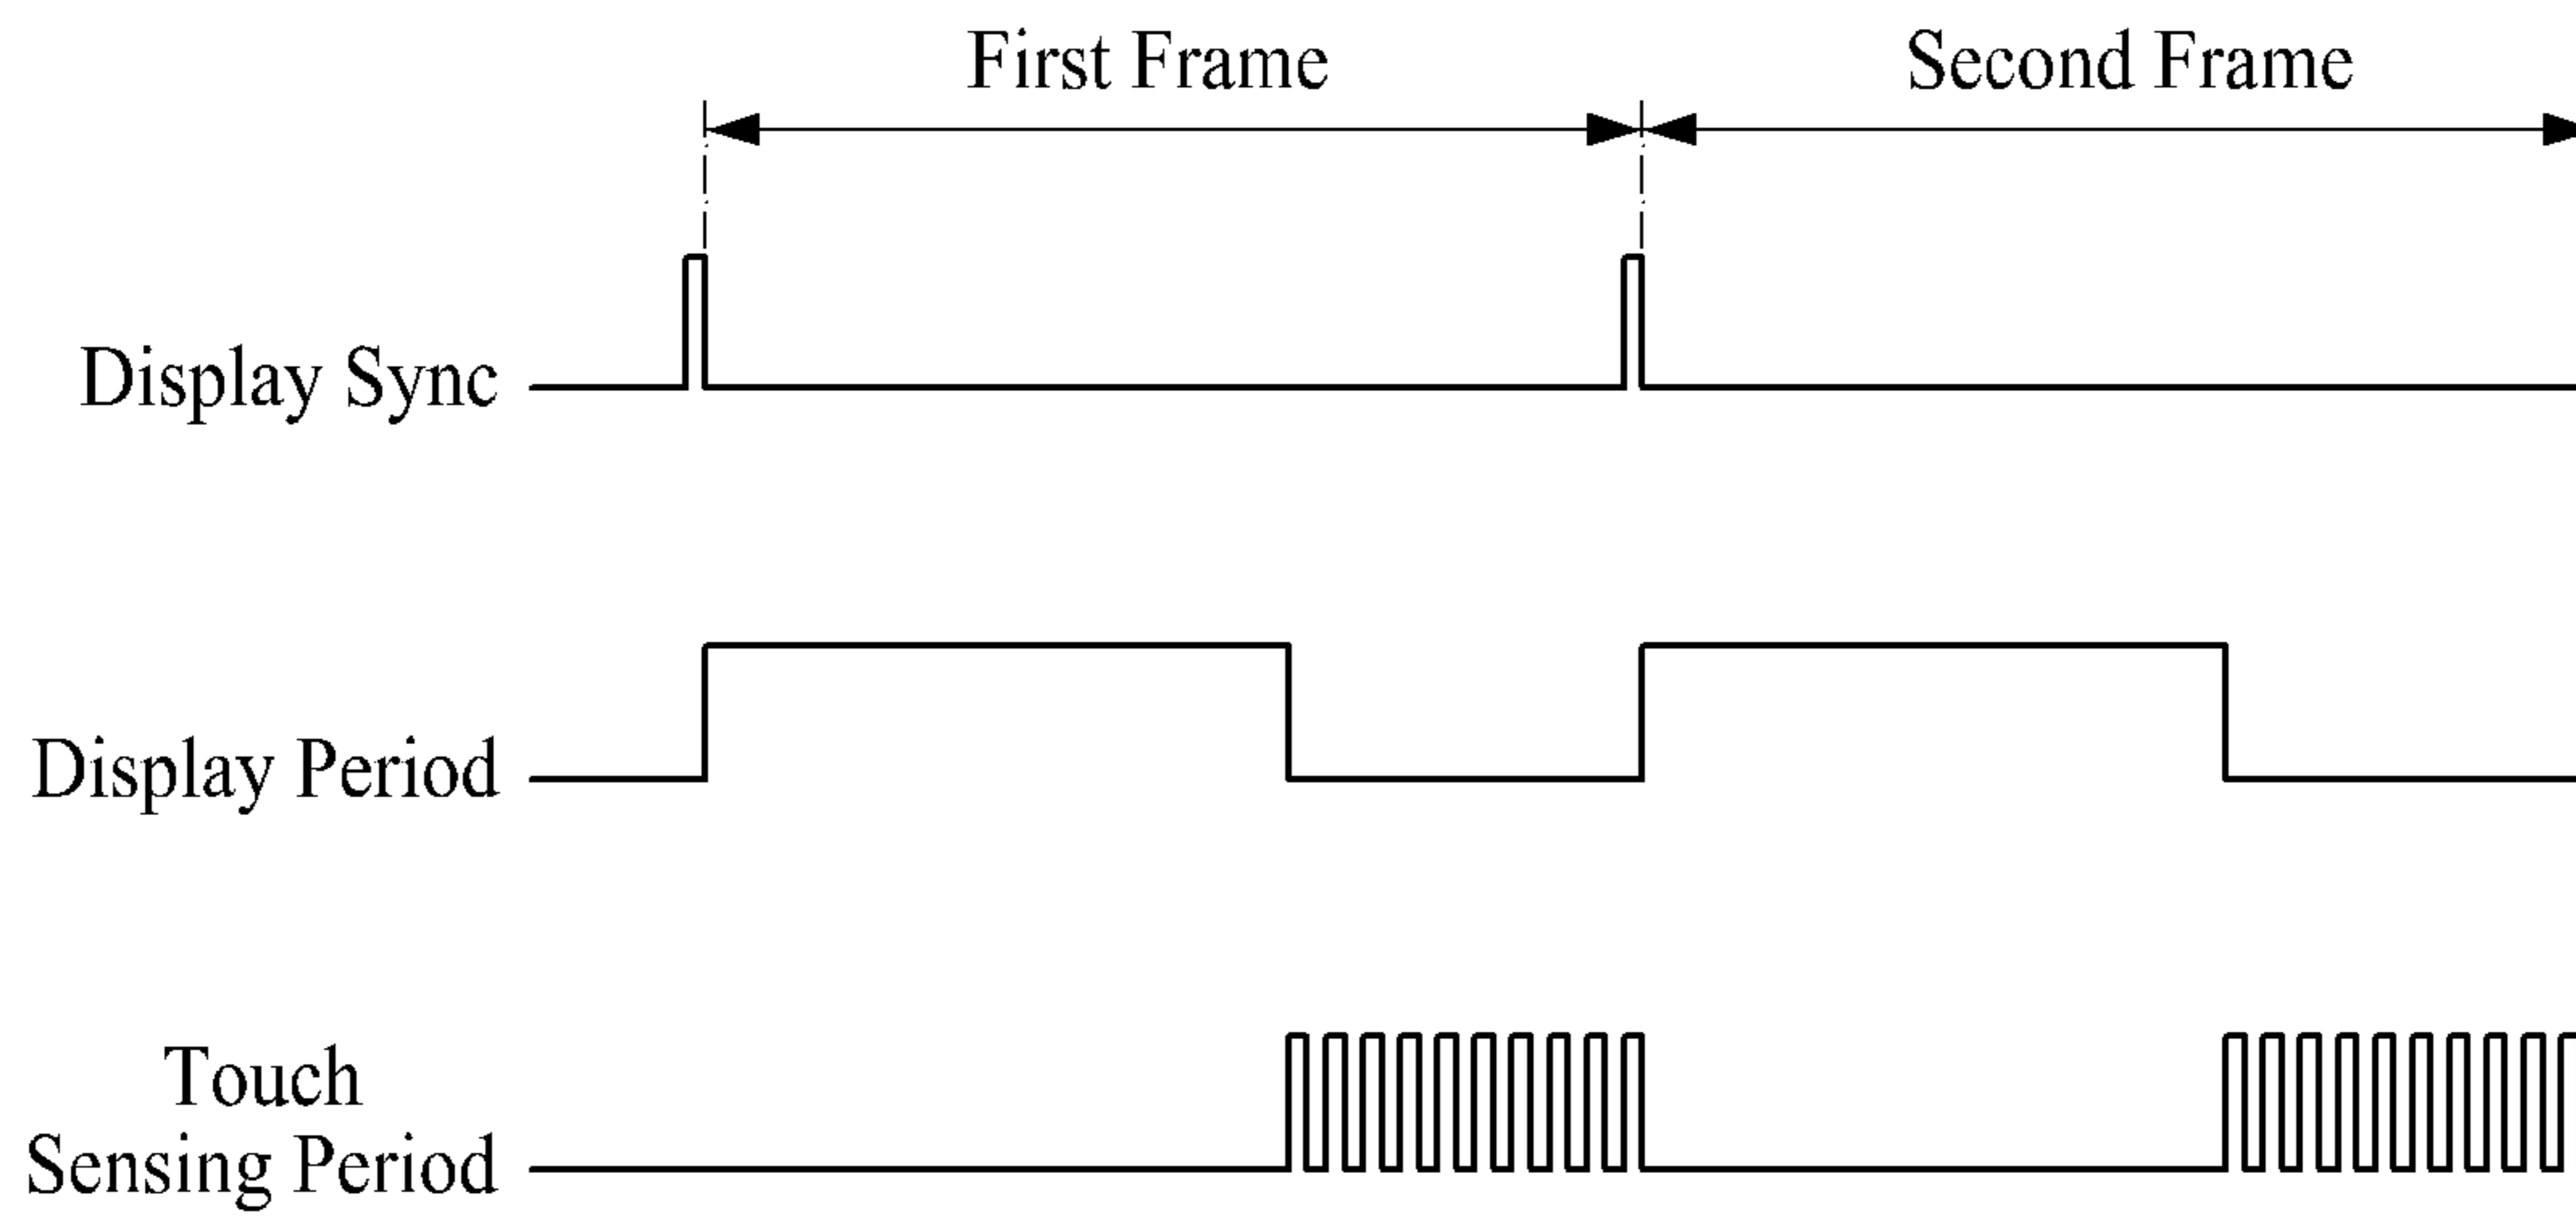 First Frame
Second Frame
Display Sync
Display Period
Touch
Sensing Period